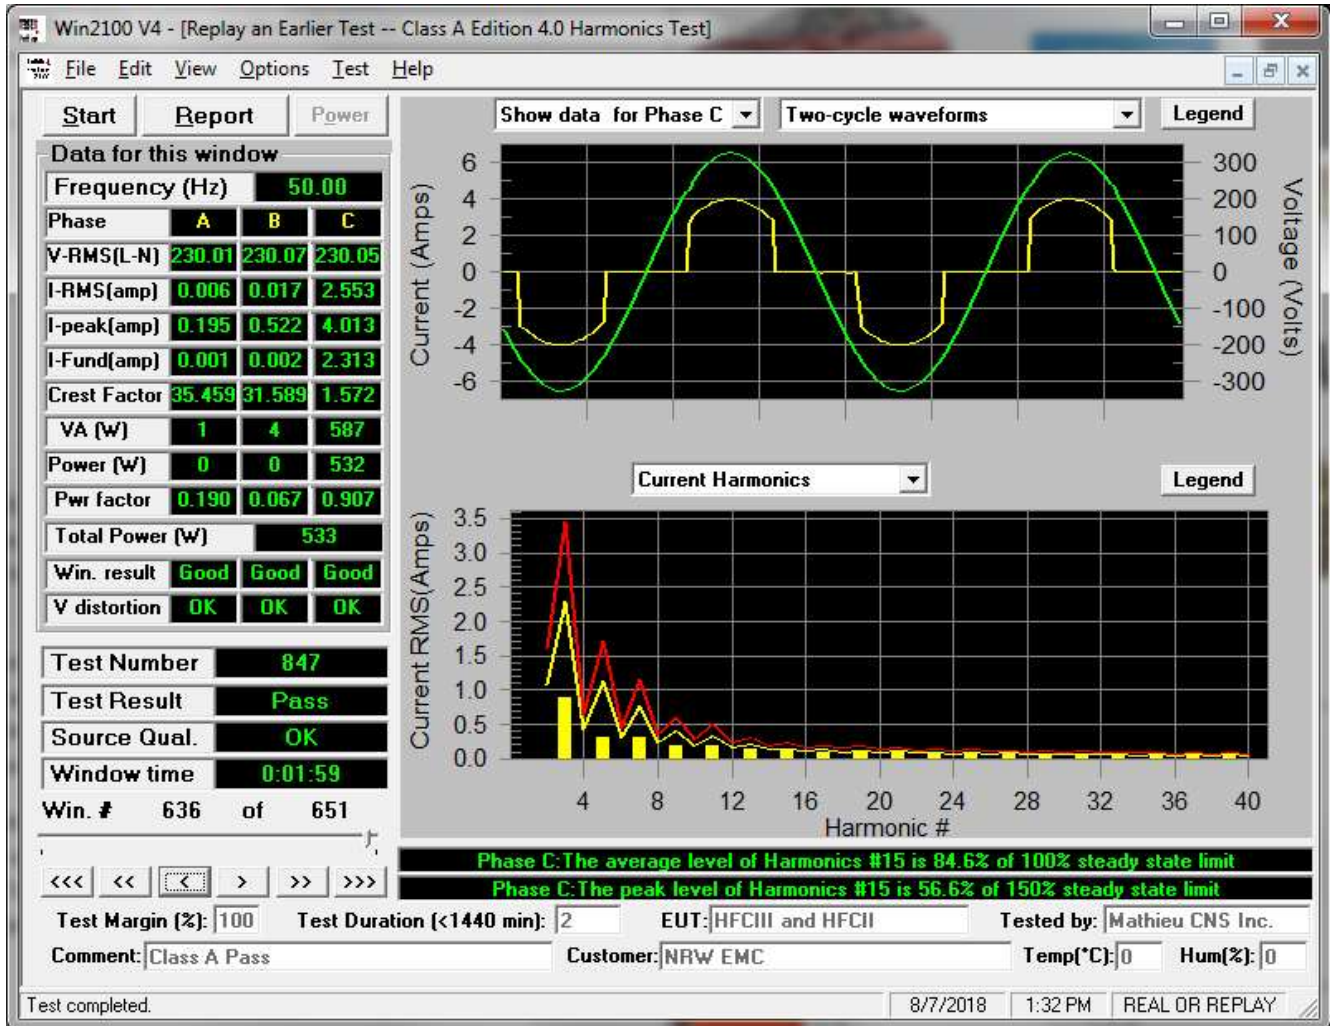 Win2100 V4 - [Replay an Earlier Test -- Class A Edition 4.0 Harmonics Test]
File Edit View Options Test Help
Start Report Power
Show data for Phase C Two-cycle waveforms Legend
Data for this window
Frequency (Hz) 50.00
Phase A B C
V-RMS(L-N) 230.01 230.07 230.05
I-RMS(amp) 0.006 0.017 2.553
I-peak(amp) 0.195 0.522 4.013
I-Fund(amp) 0.001 0.002 2.313
Crest Factor 35.459 31.589 1.572
VA (W) 1 4 587
Power (W) 0 0 532
Pwr factor 0.190 0.067 0.907
Total Power (W) 533
Win. result Good Good Good
V distortion OK OK OK
Test Number 847
Test Result Pass
Source Qual. OK
Window time 0:01:59
Win. # 636 of 651
<<< << < > >> >>>
Current (Amps)
6
4
2
0
-2
-4
-6
300
200
100
0
-100
-200
-300
Voltage (Volts)
Current Harmonics Legend
Current RMS(Amps)
3.5
3.0
2.5
2.0
1.5
1.0
0.5
0.0
4 8 12 16 20 24 28 32 36 40
Harmonic #
Phase C:The average level of Harmonics #15 is 84.6% of 100% steady state limit
Phase C:The peak level of Harmonics #15 is 56.6% of 150% steady state limit
Test Margin (%): 100 Test Duration (<1440 min): 2 EUT: HFCIII and HFCII Tested by: Mathieu CNS Inc.
Comment: Class A Pass Customer: NRW EMC Temp(°C): 0 Hum(%): 0
Test completed. 8/7/2018 1:32 PM REAL OR REPLAY